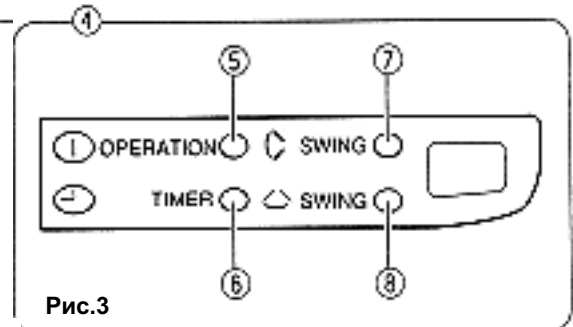 ④
⑤ ⑦
OPERATION SWING
TIMER SWING
⑥ ⑧
Рис.3